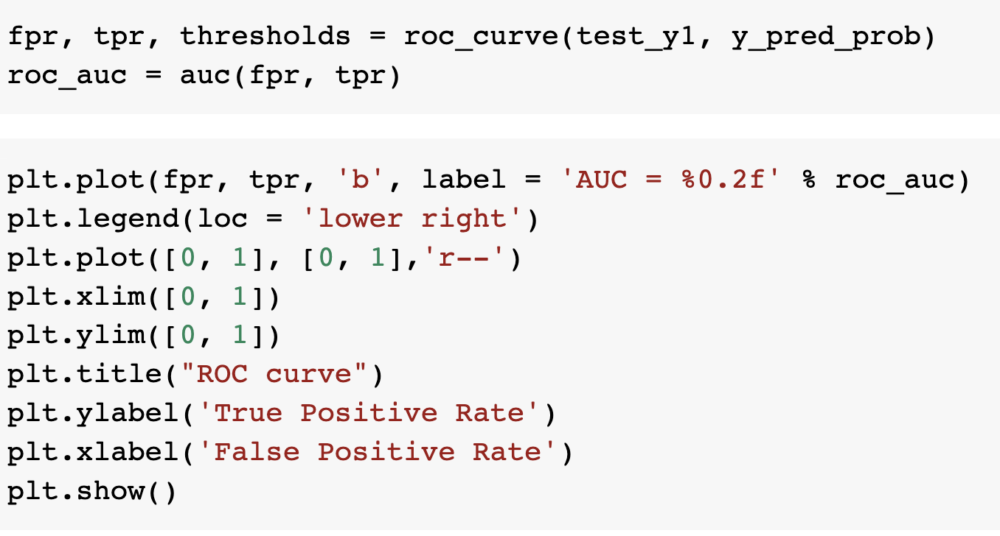 fpr, tpr, thresholds = roc_curve(test_y1, y_pred_prob)
roc_auc = auc(fpr, tpr)
plt.plot(fpr, tpr, 'b', label = 'AUC = %0.2f' % roc_auc)
plt.legend(loc = 'lower right')
plt.plot([0, 1], [0, 1],'r--')
plt.xlim([0, 1])
plt.ylim([0, 1])
plt.title("ROC curve")
plt.ylabel('True Positive Rate')
plt.xlabel('False Positive Rate')
plt.show()